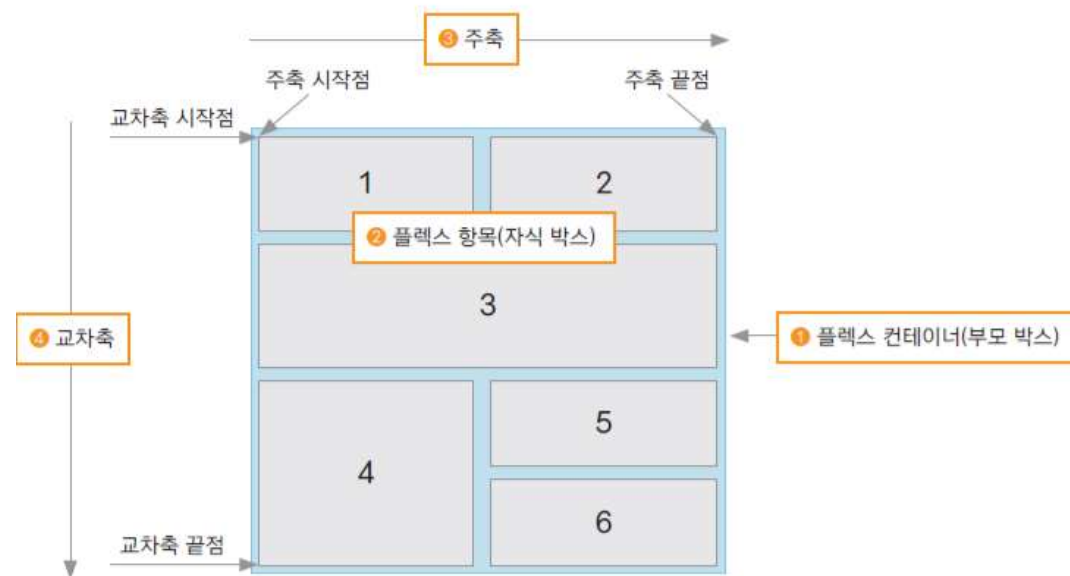 ❸ 주축
주축 시작점
주축 끝점
교차축 시작점
1
2
❷ 플렉스 항목(자식 박스)
3
❹ 교차축
❶ 플렉스 컨테이너(부모 박스)
4
5
6
교차축 끝점